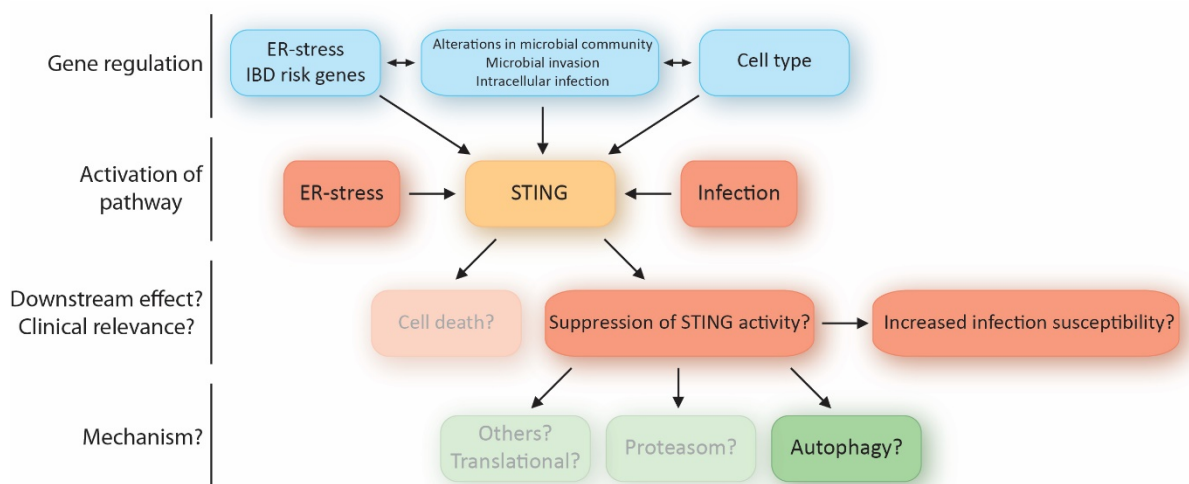 Gene regulation
ER-stress
IBD risk genes
Alterations in microbial community
Microbial invasion
Intracellular infection
Cell type
Activation of
pathway
ER-stress
STING
Infection
Downstream effect?
Clinical relevance?
Cell death?
Suppression of STING activity?
Increased infection susceptibility?
Mechanism?
Others?
Translational?
Proteasom?
Autophagy?